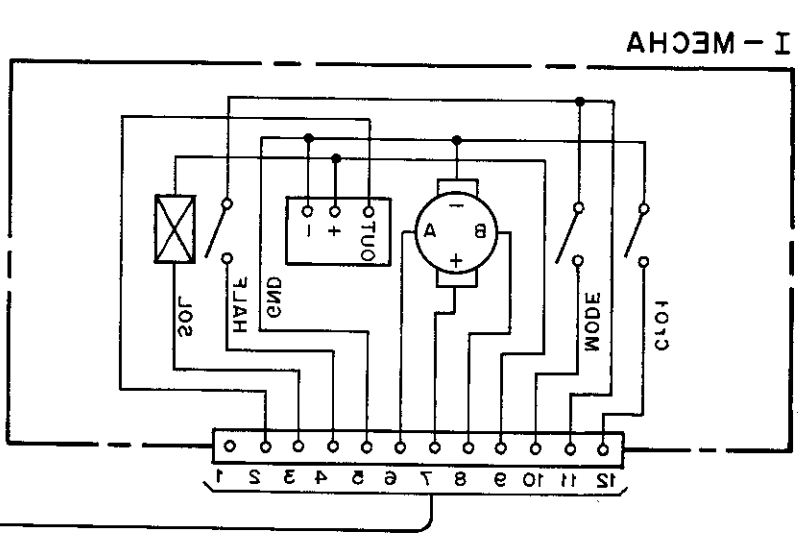 I-MECHA
OUT
+
-
-
A
B
+
SOL
HALF
GND
MODE
1 2 3 4 5 6 7 8 9 10 11 12